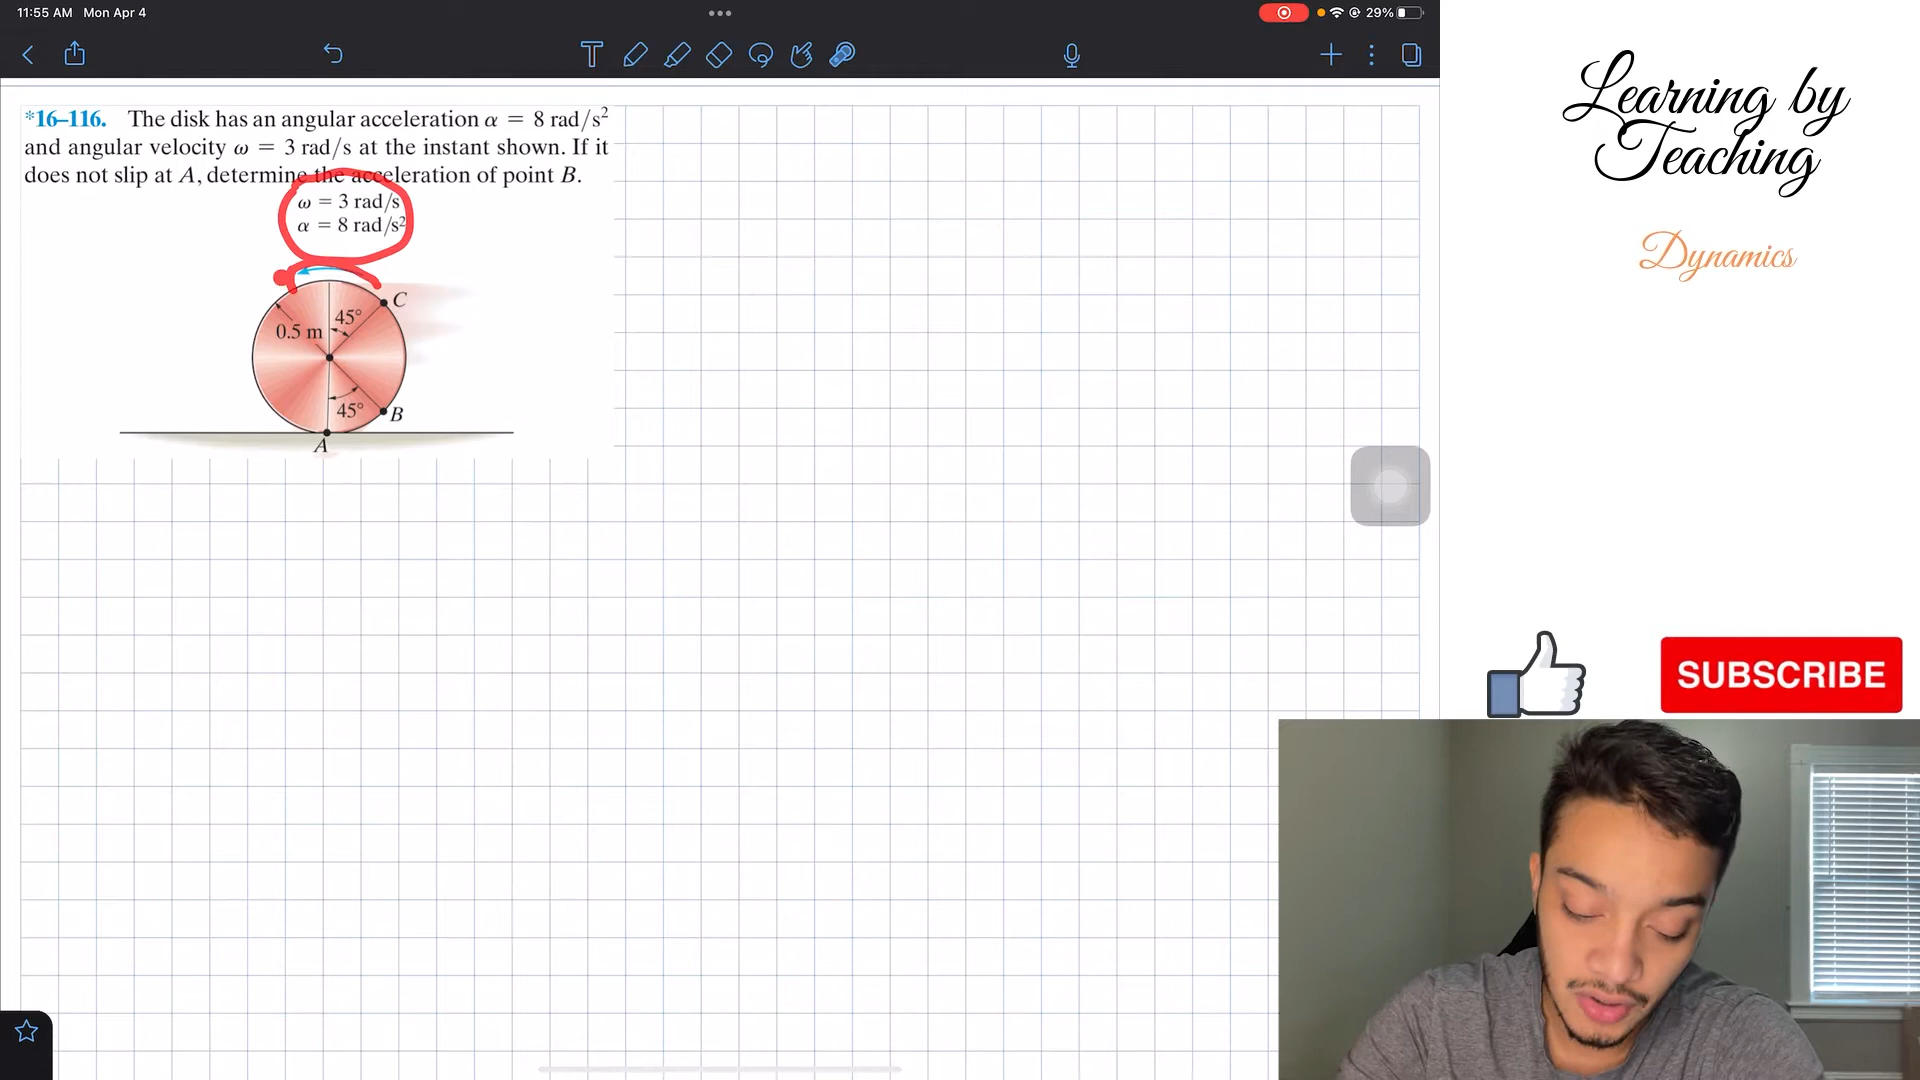 11:55 AM Mon Apr 4
29%
*16–116. The disk has an angular acceleration α = 8 rad/s²
and angular velocity ω = 3 rad/s at the instant shown. If it
does not slip at A, determine the acceleration of point B.
ω = 3 rad/s
α = 8 rad/s²
C
45°
0.5 m
45°
B
A
Learning by
Teaching
Dynamics
SUBSCRIBE